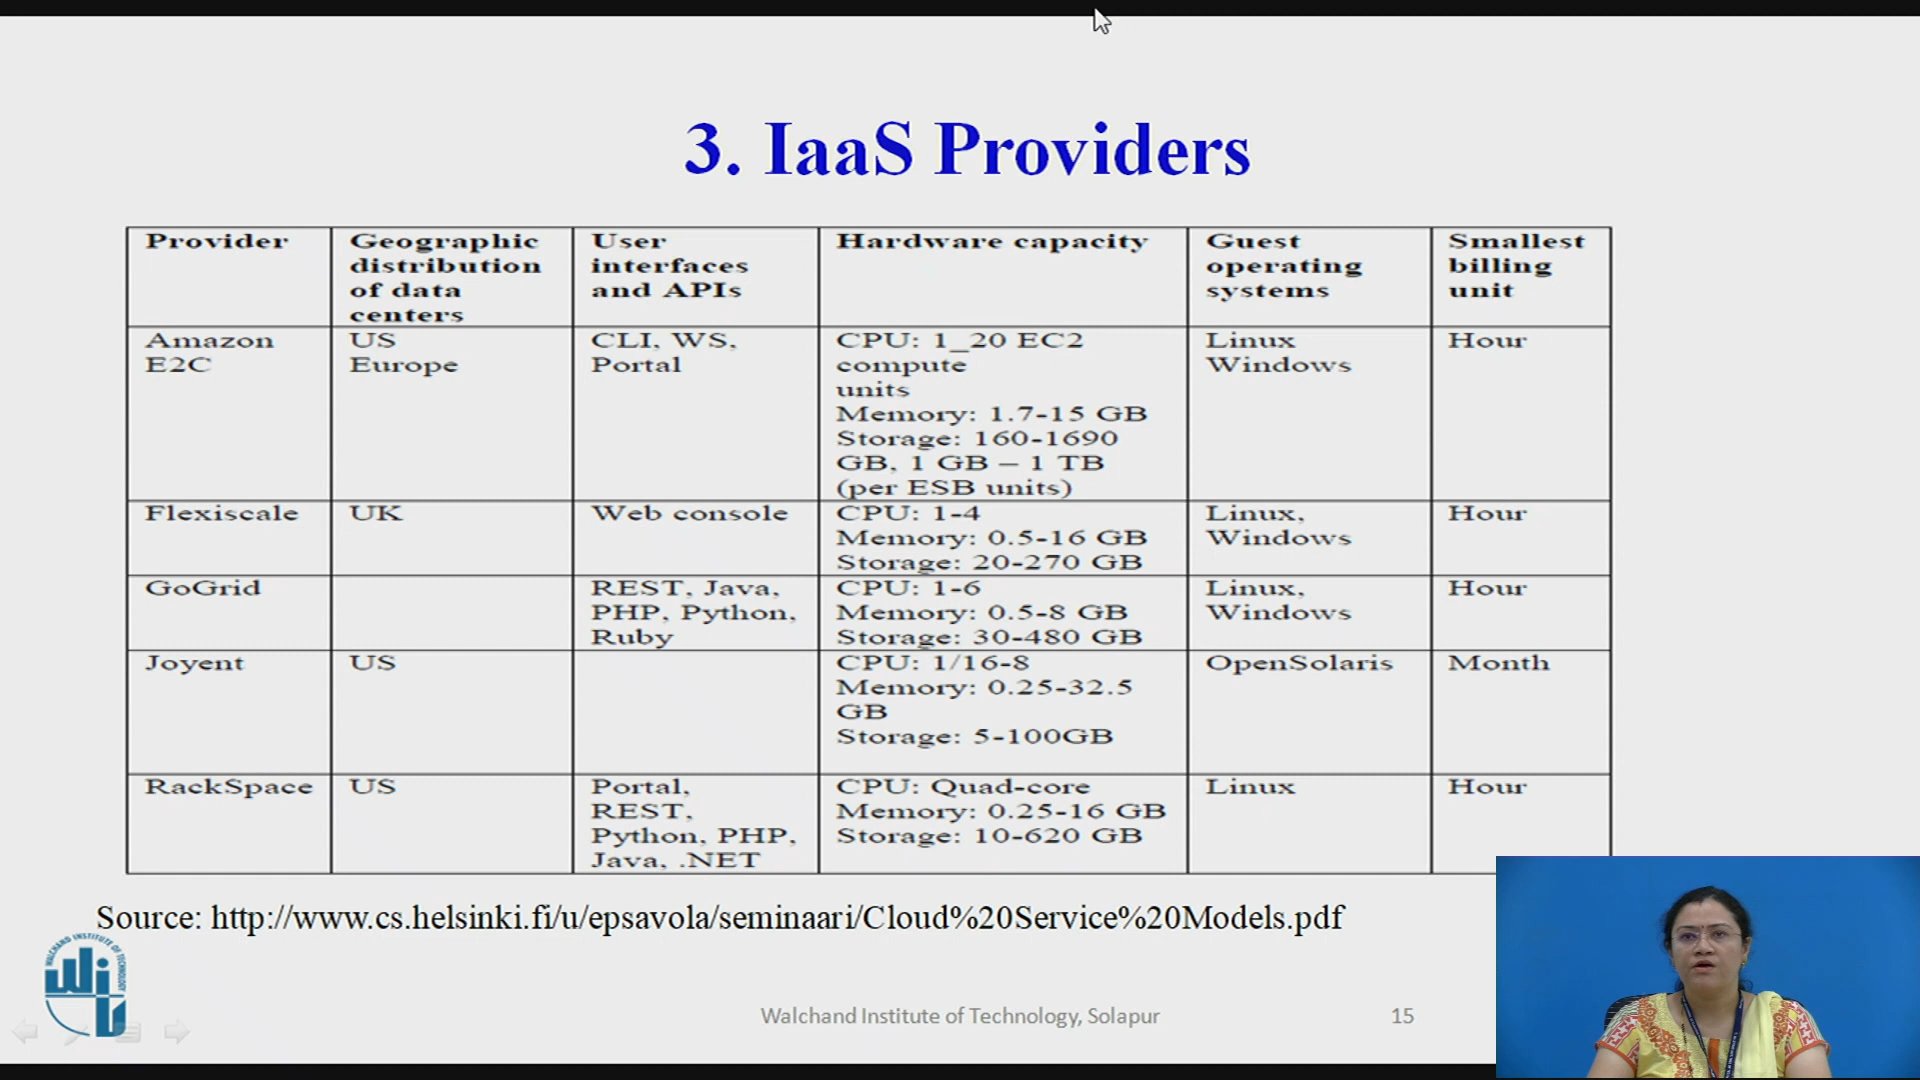 3. IaaS Providers
Provider
Geographic
distribution
of data
centers
User
interfaces
and APIs
Hardware capacity
Guest
operating
systems
Smallest
billing
unit
Amazon
E2C
US
Europe
CLI, WS,
Portal
CPU: 1_20 EC2
compute
units
Memory: 1.7-15 GB
Storage: 160-1690
GB, 1 GB – 1 TB
(per ESB units)
Linux
Windows
Hour
Flexiscale
UK
Web console
CPU: 1-4
Memory: 0.5-16 GB
Storage: 20-270 GB
Linux,
Windows
Hour
GoGrid
REST, Java,
PHP, Python,
Ruby
CPU: 1-6
Memory: 0.5-8 GB
Storage: 30-480 GB
Linux,
Windows
Hour
Joyent
US
CPU: 1/16-8
Memory: 0.25-32.5
GB
Storage: 5-100GB
OpenSolaris
Month
RackSpace
US
Portal,
REST,
Python, PHP,
Java, .NET
CPU: Quad-core
Memory: 0.25-16 GB
Storage: 10-620 GB
Linux
Hour
Source: http://www.cs.helsinki.fi/u/epsavola/seminaari/Cloud%20Service%20Models.pdf
WALCHAND INSTITUTE OF TECHNOLOGY
Walchand Institute of Technology, Solapur
15